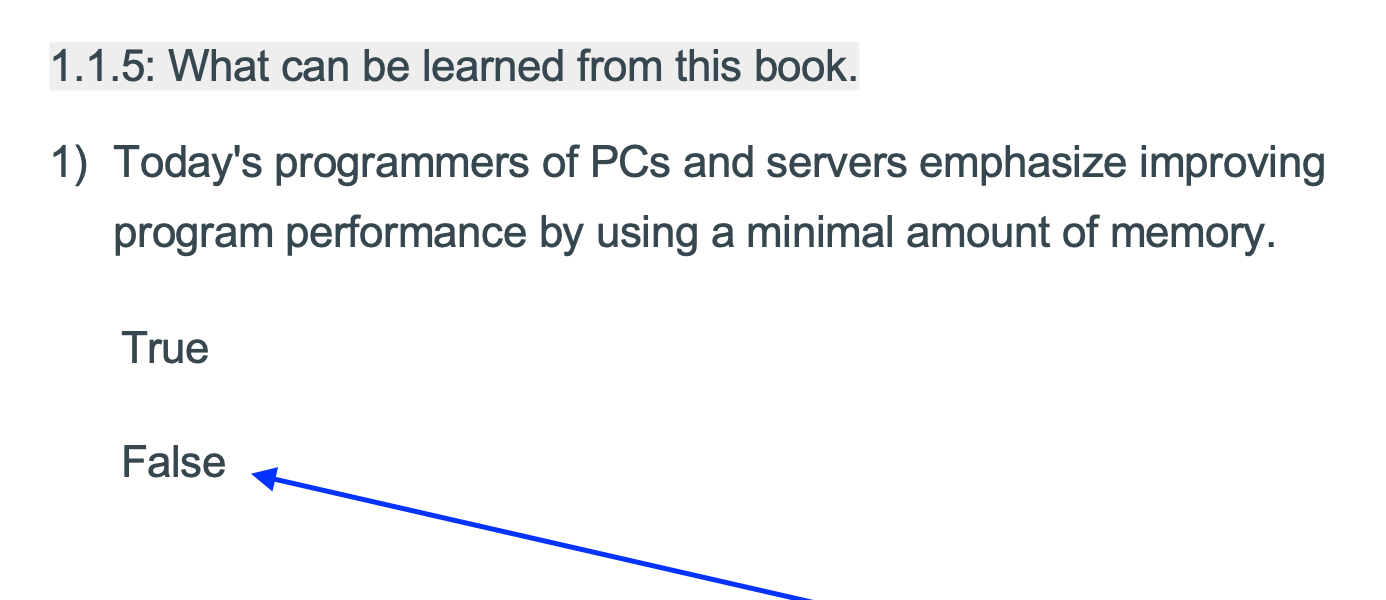 1.1.5: What can be learned from this book.
1) Today's programmers of PCs and servers emphasize improving
program performance by using a minimal amount of memory.
True
False